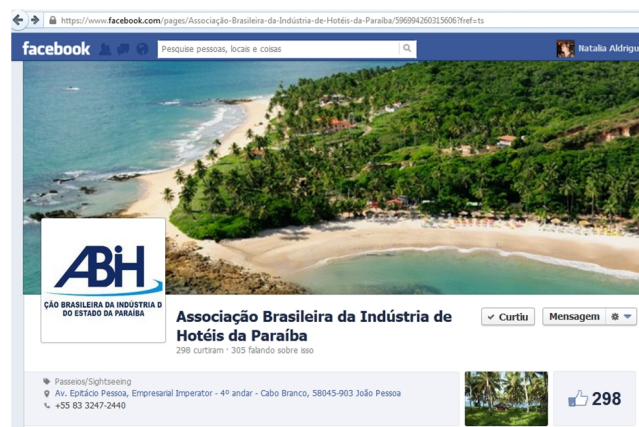 https://www.facebook.com/pages/Associação-Brasileira-da-Indústria-de-Hotéis-da-Paraíba/596994260315606?fref=ts
facebook
Pesquise pessoas, locais e coisas
Natalia Aldrigu
ABIH
ÇÃO BRASILEIRA DA INDÚSTRIA D
DO ESTADO DA PARAÍBA
Associação Brasileira da Indústria de
Hotéis da Paraíba
298 curtiram · 305 falando sobre isso
Curtiu
Mensagem
Passeios/Sightseeing
Av. Epitácio Pessoa, Empresarial Imperator - 4º andar - Cabo Branco, 58045-903 João Pessoa
+55 83 3247-2440
298